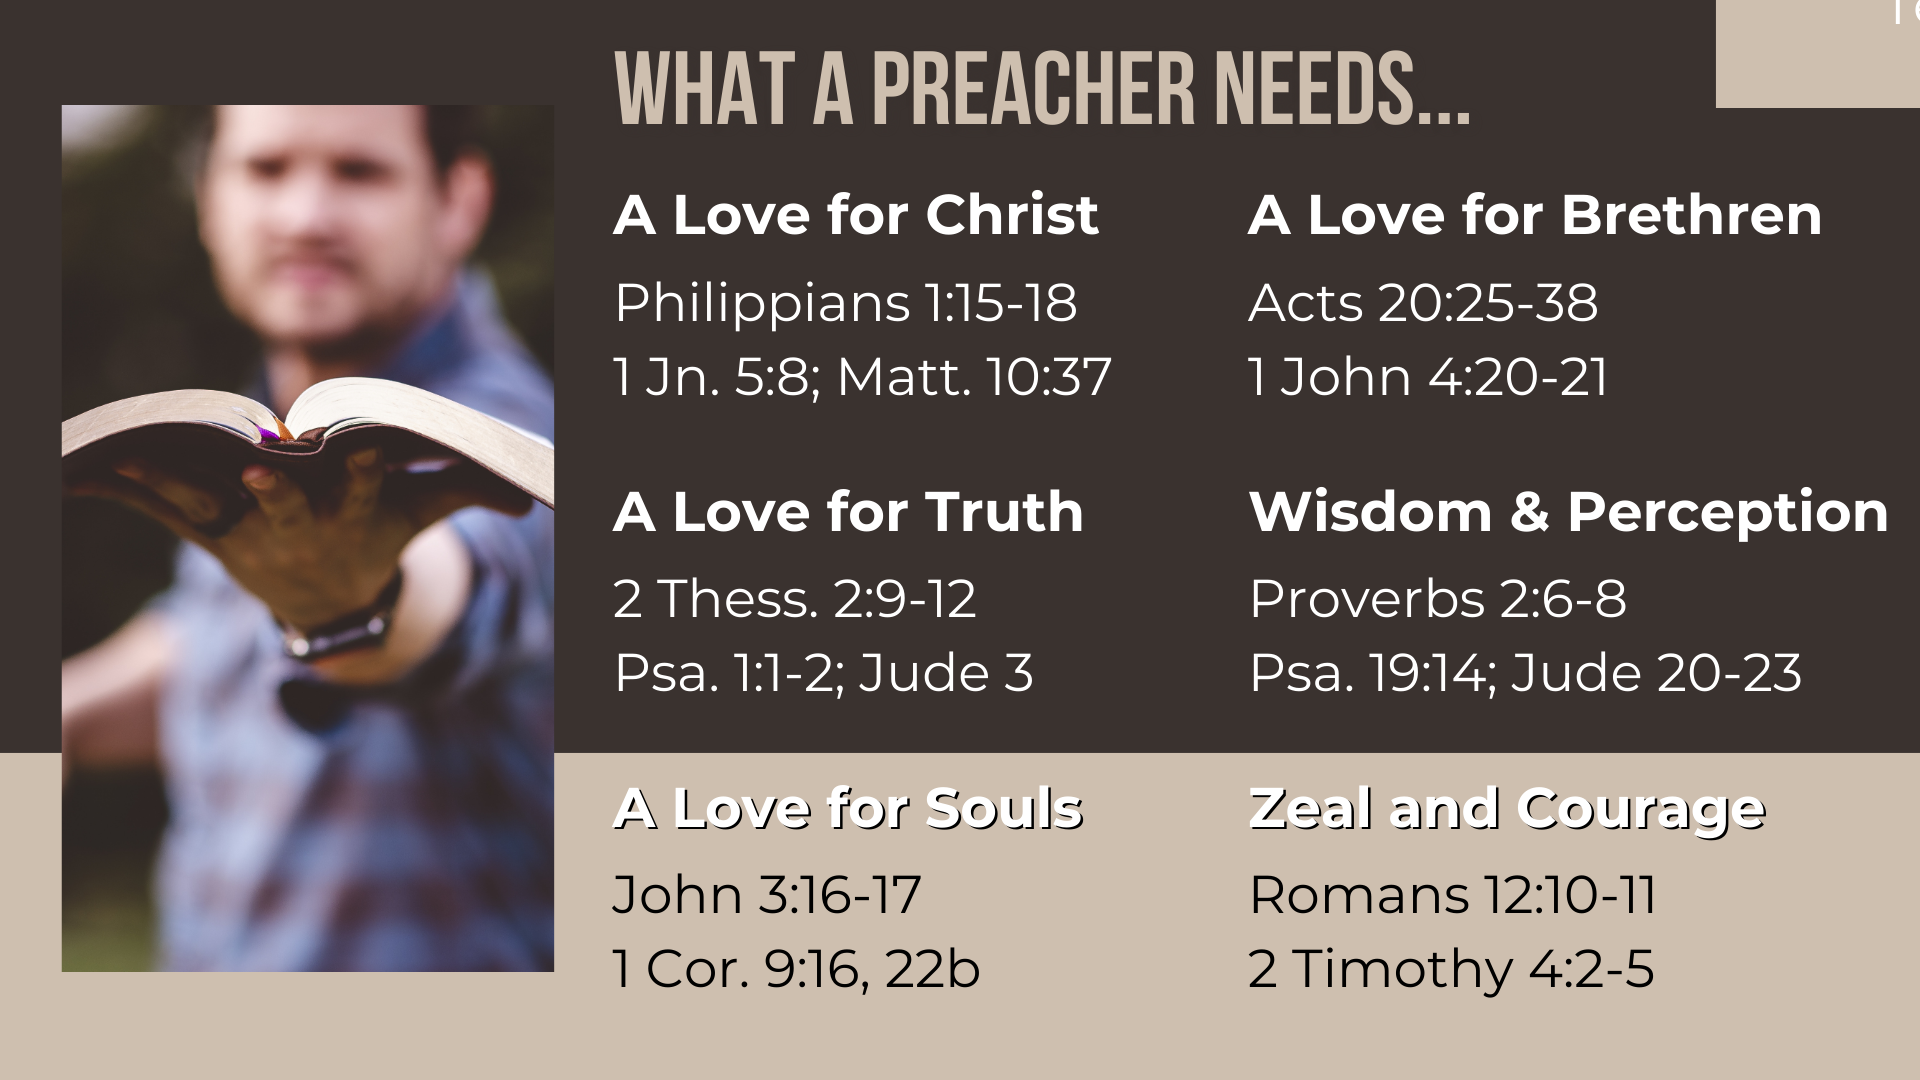 WHAT A PREACHER NEEDS...
A Love for Christ
Philippians 1:15-18
1 Jn. 5:8; Matt. 10:37
A Love for Truth
2 Thess. 2:9-12
Psa. 1:1-2; Jude 3
A Love for Souls
John 3:16-17
1 Cor. 9:16, 22b
A Love for Brethren
Acts 20:25-38
1 John 4:20-21
Wisdom & Perception
Proverbs 2:6-8
Psa. 19:14; Jude 20-23
Zeal and Courage
Romans 12:10-11
2 Timothy 4:2-5